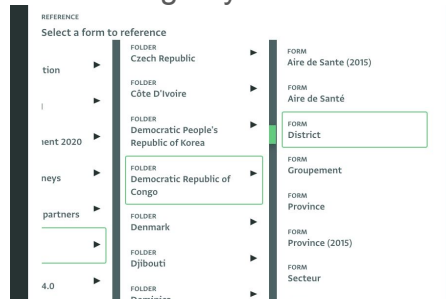 REFERENCE
Select a form to reference
tion
nent 2020
neys
partners
4.0
FOLDER
Czech Republic
FOLDER
Côte D'Ivoire
FOLDER
Democratic People's
Republic of Korea
FOLDER
Democratic Republic of
Congo
FOLDER
Denmark
FOLDER
Djibouti
FOLDER
Dominica
FORM
Aire de Sante (2015)
FORM
Aire de Santé
FORM
District
FORM
Groupement
FORM
Province
FORM
Province (2015)
FORM
Secteur